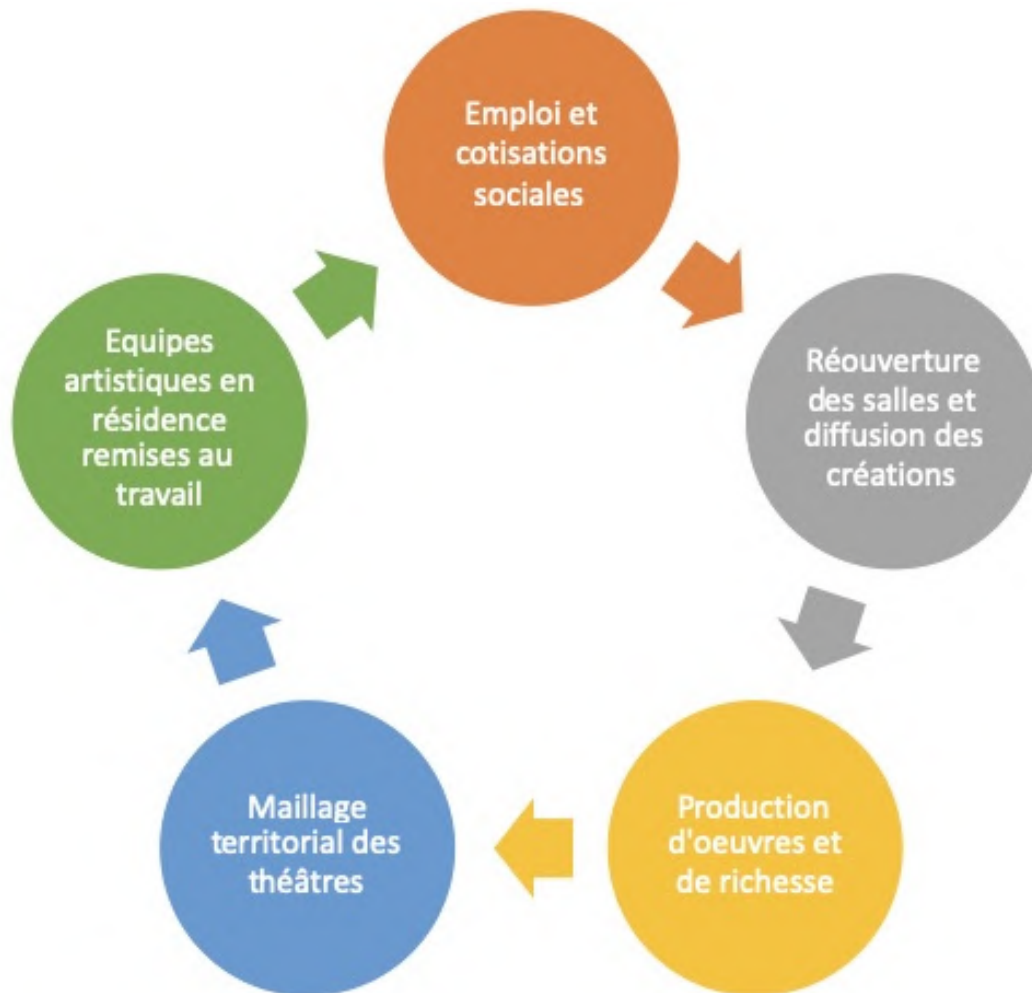 Emploi et
cotisations
sociales
Réouverture
des salles et
diffusion des
créations
Production
d'oeuvres et
de richesse
Maillage
territorial des
théâtres
Equipes
artistiques en
résidence
remises au
travail